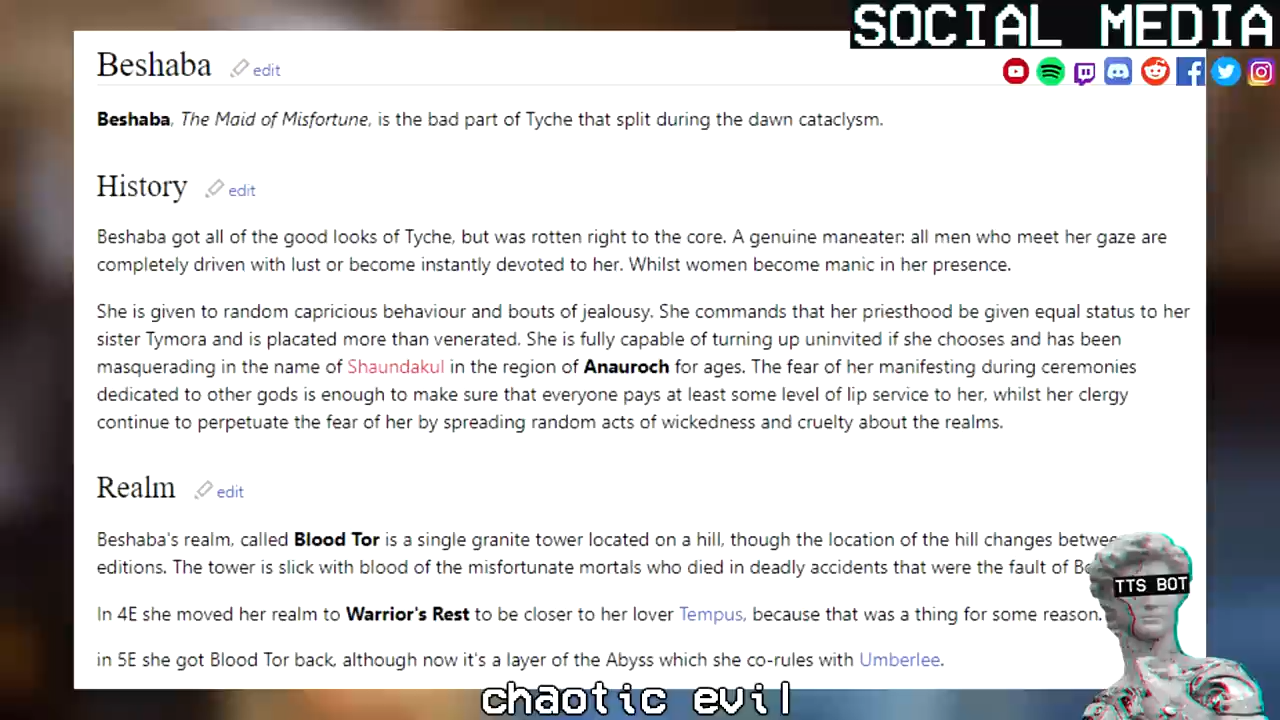 SOCIAL MEDIA
Beshaba edit
Beshaba, The Maid of Misfortune, is the bad part of Tyche that split during the dawn cataclysm.
History edit
Beshaba got all of the good looks of Tyche, but was rotten right to the core. A genuine maneater: all men who meet her gaze are
completely driven with lust or become instantly devoted to her. Whilst women become manic in her presence.
She is given to random capricious behaviour and bouts of jealousy. She commands that her priesthood be given equal status to her
sister Tymora and is placated more than venerated. She is fully capable of turning up uninvited if she chooses and has been
masquerading in the name of Shaundakul in the region of Anauroch for ages. The fear of her manifesting during ceremonies
dedicated to other gods is enough to make sure that everyone pays at least some level of lip service to her, whilst her clergy
continue to perpetuate the fear of her by spreading random acts of wickedness and cruelty about the realms.
Realm edit
Beshaba's realm, called Blood Tor is a single granite tower located on a hill, though the location of the hill changes
editions. The tower is slick with blood of the misfortunate mortals who died in deadly accidents that were the fault of
TTS BOT
In 4E she moved her realm to Warrior's Rest to be closer to her lover Tempus, because that was a thing for some reason.
in 5E she got Blood Tor back, although now it's a layer of the Abyss which she co-rules with Umberlee.
chaotic evil